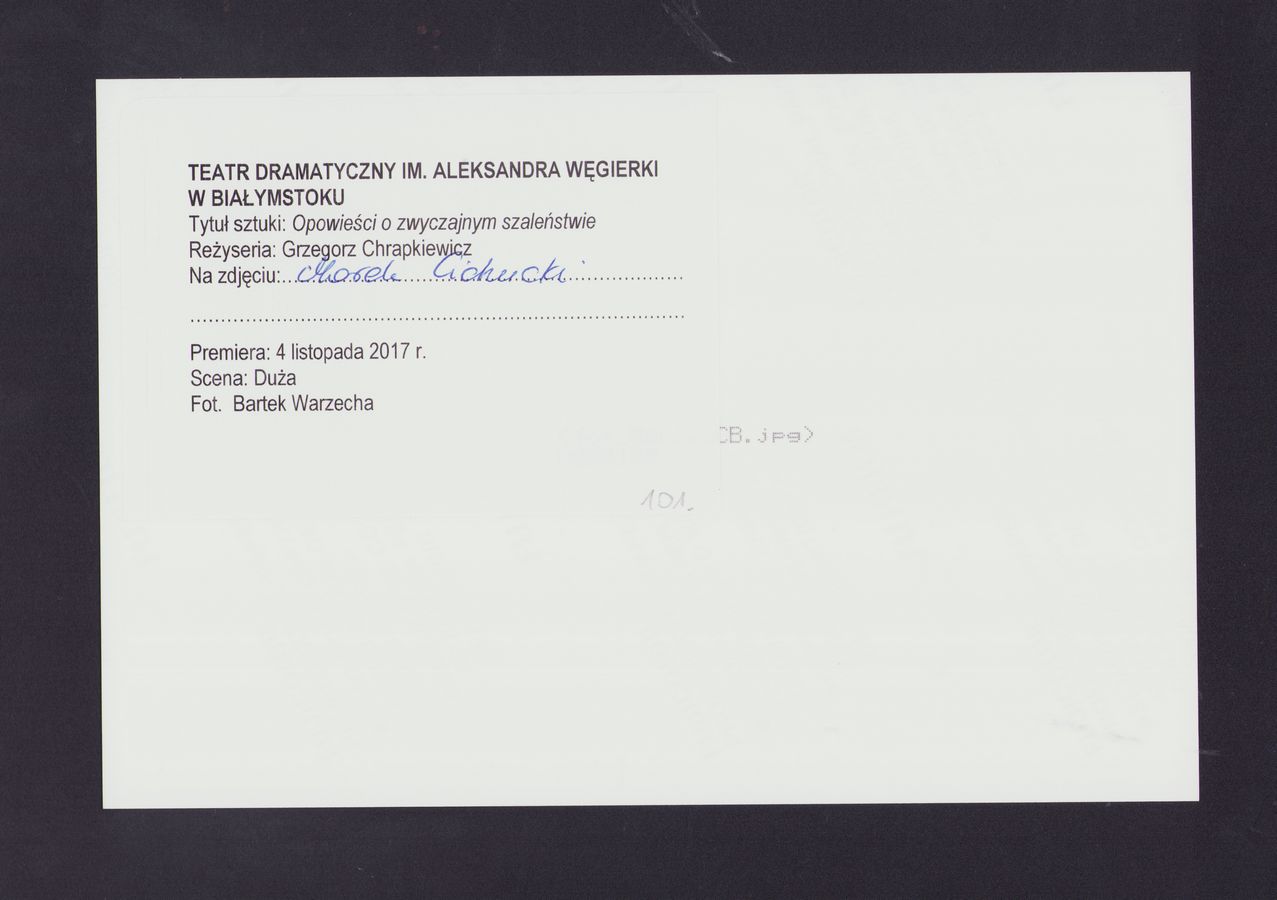 TEATR DRAMATYCZNY IM. ALEKSANDRA WĘGIERKI
W BIAŁYMSTOKU
Tytuł sztuki: Opowieści o zwyczajnym szaleństwie
Reżyseria: Grzegorz Chrapkiewicz
Na zdjęciu:...Marek Cichucki..................
................................................................................
Premiera: 4 listopada 2017 r.
Scena: Duża
Fot. Bartek Warzecha
CB.jpg>
101.